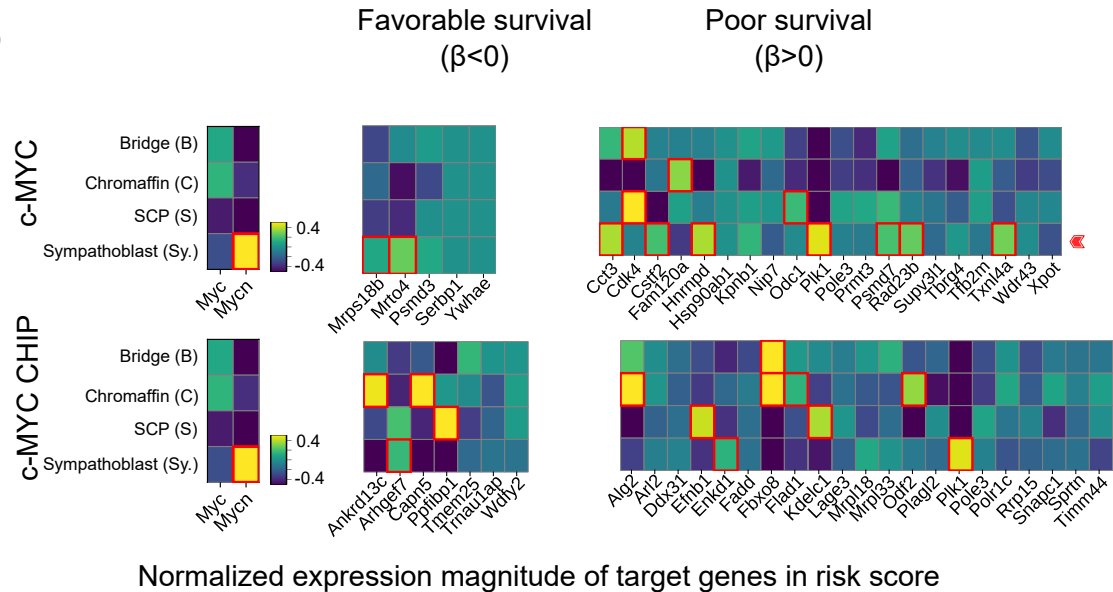 Favorable survival
(β<0)
Poor survival
(β>0)
c-MYC
Bridge (B)
Chromaffin (C)
SCP (S)
Sympathoblast (Sy.)
0.4
-0.4
Myc
Mycn
Mrps18b
Mrto4
Psmd3
Serbp1
Ywhae
Cct3
Cdk4
Cstf2
Fam120a
Hnrnpd
Hsp90ab1
Kpnb1
Nip7
Odc1
Plk1
Pole3
Prmt3
Psmd7
Rad23b
Supv3l1
Tbrg4
Tfb2m
Txnl4a
Wdr43
Xpot
c-MYC CHIP
Bridge (B)
Chromaffin (C)
SCP (S)
Sympathoblast (Sy.)
0.4
-0.4
Myc
Mycn
Ankrd13c
Arhgef7
Capn5
Ppfibp1
Tmem25
Trnau1ap
Wdfy2
Alg2
Arl2
Ddx31
Efnb1
Enkd1
Fadd
Fbxo8
Flad1
Kdelc1
Lage3
Mrpl18
Mrpl33
Odf2
Plagl2
Plk1
Pole3
Polr1c
Rrp15
Snapc1
Sprtn
Timm44
Normalized expression magnitude of target genes in risk score